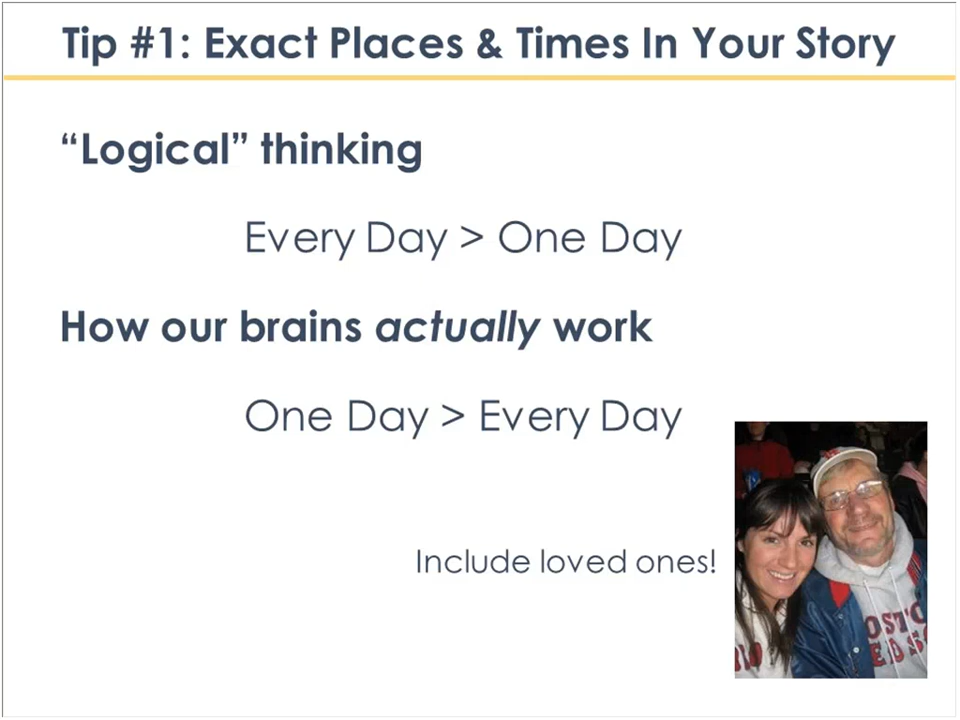 Tip #1: Exact Places & Times In Your Story
“Logical” thinking
Every Day > One Day
How our brains actually work
One Day > Every Day
Include loved ones!
BOSTO